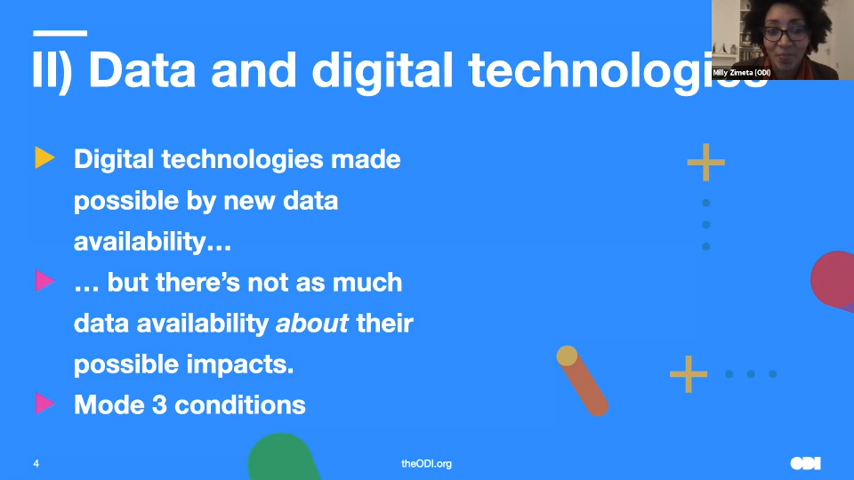 II) Data and digital technologies
Milly Zimeta (ODI)
Digital technologies made
possible by new data
availability…
… but there's not as much
data availability about their
possible impacts.
Mode 3 conditions
4
theODI.org
ODI